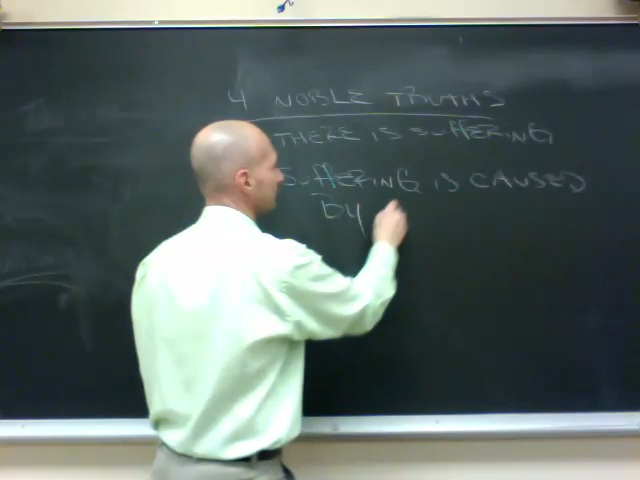 4 NOBLE TRUTHS
THERE IS SUFFERING
SUFFERING IS CAUSED
BY